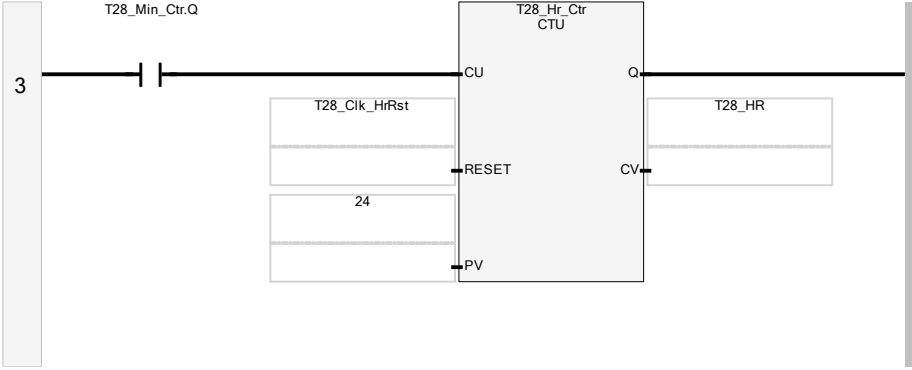 T28_Min_Ctr.Q
T28_Hr_Ctr
CTU
3
CU
Q
T28_Clk_HrRst
T28_HR
RESET
CV
24
PV